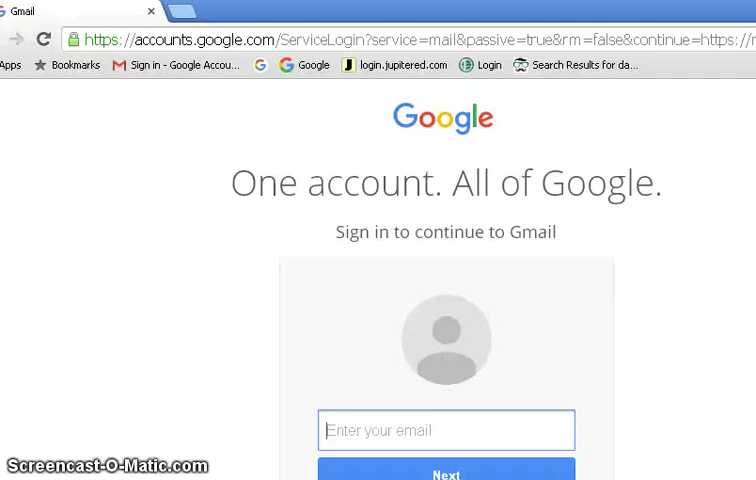 Gmail
https://accounts.google.com/ServiceLogin?service=mail&passive=true&rm=false&continue=https://
Apps Bookmarks Sign in - Google Accou... Google login.jupitered.com Login Search Results for da...
Google
One account. All of Google.
Sign in to continue to Gmail
Enter your email
Next
Screencast-O-Matic.com